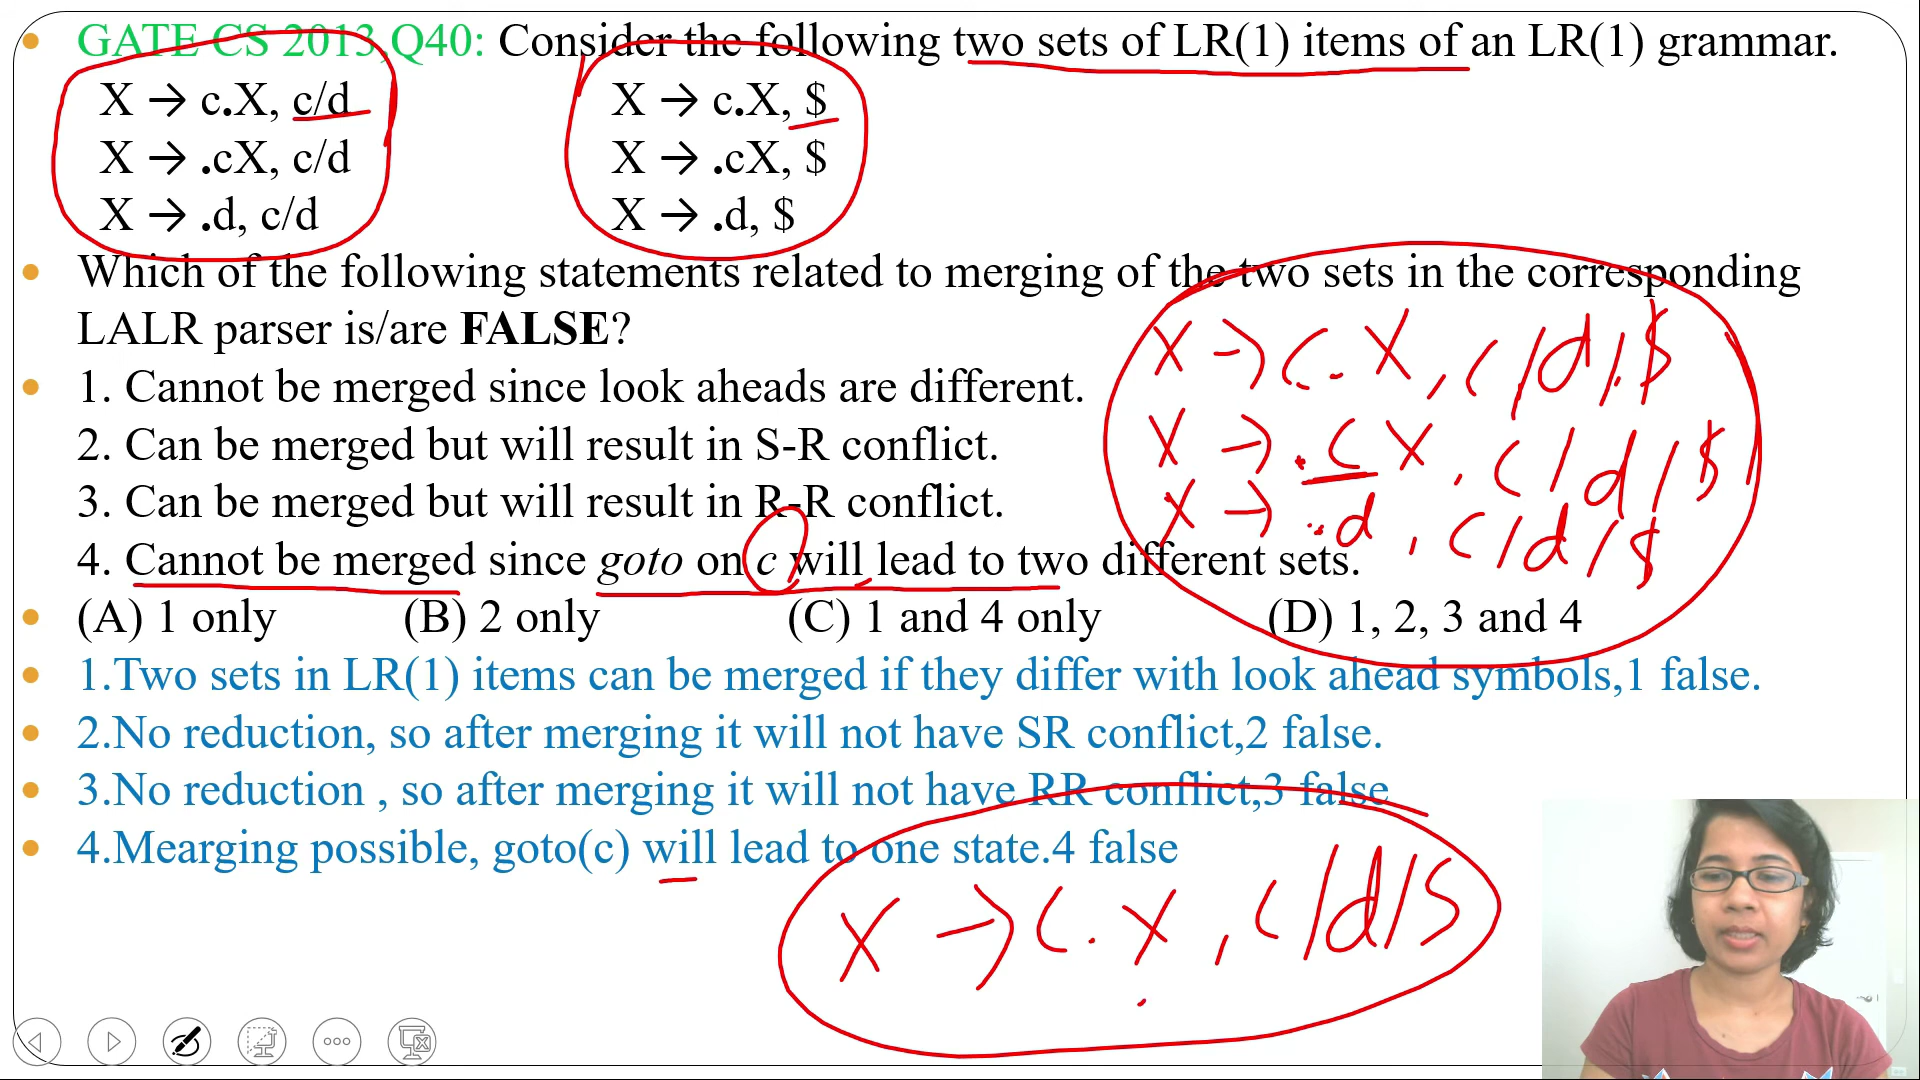 GATE CS 2013,Q40: Consider the following two sets of LR(1) items of an LR(1) grammar.
X → c.X, c/d X → c.X, $
X → .cX, c/d X → .cX, $
X → .d, c/d X → .d, $
Which of the following statements related to merging of the two sets in the corresponding
LALR parser is/are FALSE?
X → c.X, c/d/$
1. Cannot be merged since look aheads are different.
X → .cX, c/d/$
2. Can be merged but will result in S-R conflict.
3. Can be merged but will result in R-R conflict.
X → .d, c/d/$
4. Cannot be merged since goto on c will lead to two different sets.
(A) 1 only (B) 2 only (C) 1 and 4 only (D) 1, 2, 3 and 4
1.Two sets in LR(1) items can be merged if they differ with look ahead symbols,1 false.
2.No reduction, so after merging it will not have SR conflict,2 false.
3.No reduction , so after merging it will not have RR conflict,3 false
4.Mearging possible, goto(c) will lead to one state.4 false
X → c.X, c/d/$